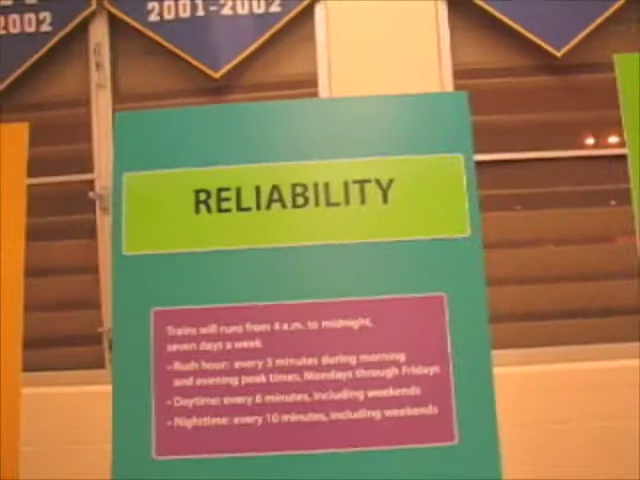 2002
2001-2002
RELIABILITY
Trains will runs from 4 a.m. to midnight,
seven days a week
• Rush hour: every 3 minutes during morning
and evening peak times, Mondays through Fridays
• Daytime: every 6 minutes, including weekends
• Nighttime: every 10 minutes, including weekends